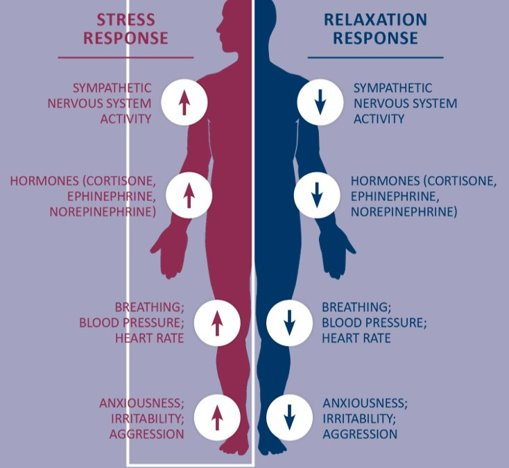 STRESS
RESPONSE
SYMPATHETIC
NERVOUS SYSTEM
ACTIVITY
HORMONES (CORTISONE,
EPHINEPHRINE,
NOREPINEPHRINE)
BREATHING;
BLOOD PRESSURE;
HEART RATE
ANXIOUSNESS;
IRRITABILITY;
AGGRESSION
RELAXATION
RESPONSE
SYMPATHETIC
NERVOUS SYSTEM
ACTIVITY
HORMONES (CORTISONE,
EPHINEPHRINE,
NOREPINEPHRINE)
BREATHING;
BLOOD PRESSURE;
HEART RATE
ANXIOUSNESS;
IRRITABILITY;
AGGRESSION